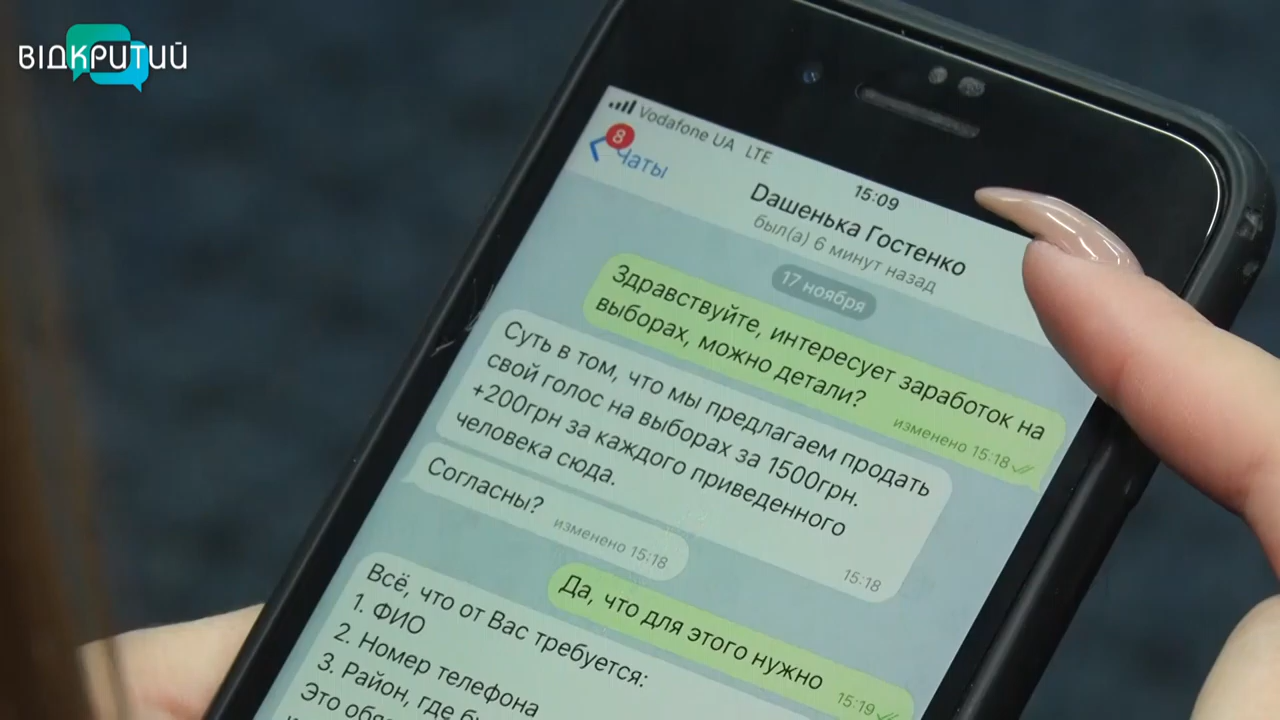 ВІДКРИТИЙ
Vodafone UA LTE
15:09
8
Чаты
Dашенька Гостенко
был(а) 6 минут назад
17 ноября
Здравствуйте, интересует заработок на
выборах, можно детали?
изменено 15:18
Суть в том, что мы предлагаем продать
свой голос на выборах за 1500грн.
+200грн за каждого приведенного
человека сюда.
15:18
Согласны?
изменено 15:18
Да, что для этого нужно
15:19
Всё, что от Вас требуется:
1. ФИО
2. Номер телефона
3. Район, где
Это